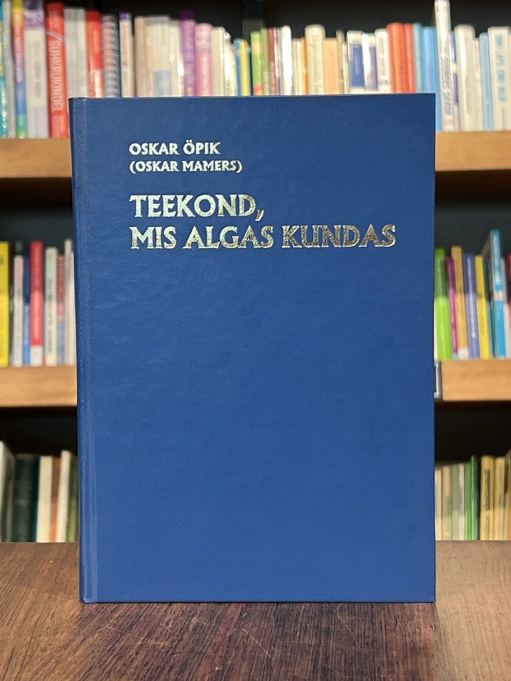 OSKAR ÖPIK
(OSKAR MAMERS)
TEEKOND,
MIS ALGAS KUNDAS